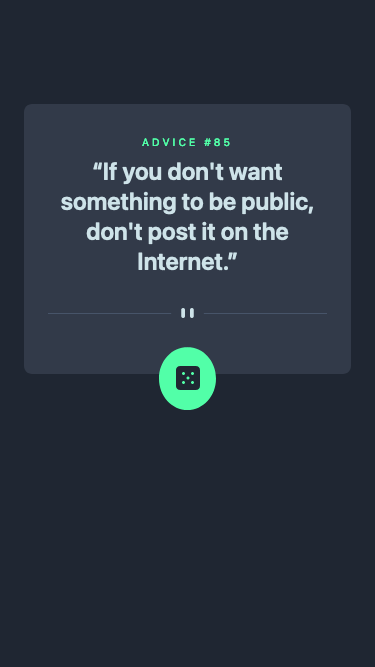 ADVICE #85
“If you don't want
something to be public,
don't post it on the
Internet.”